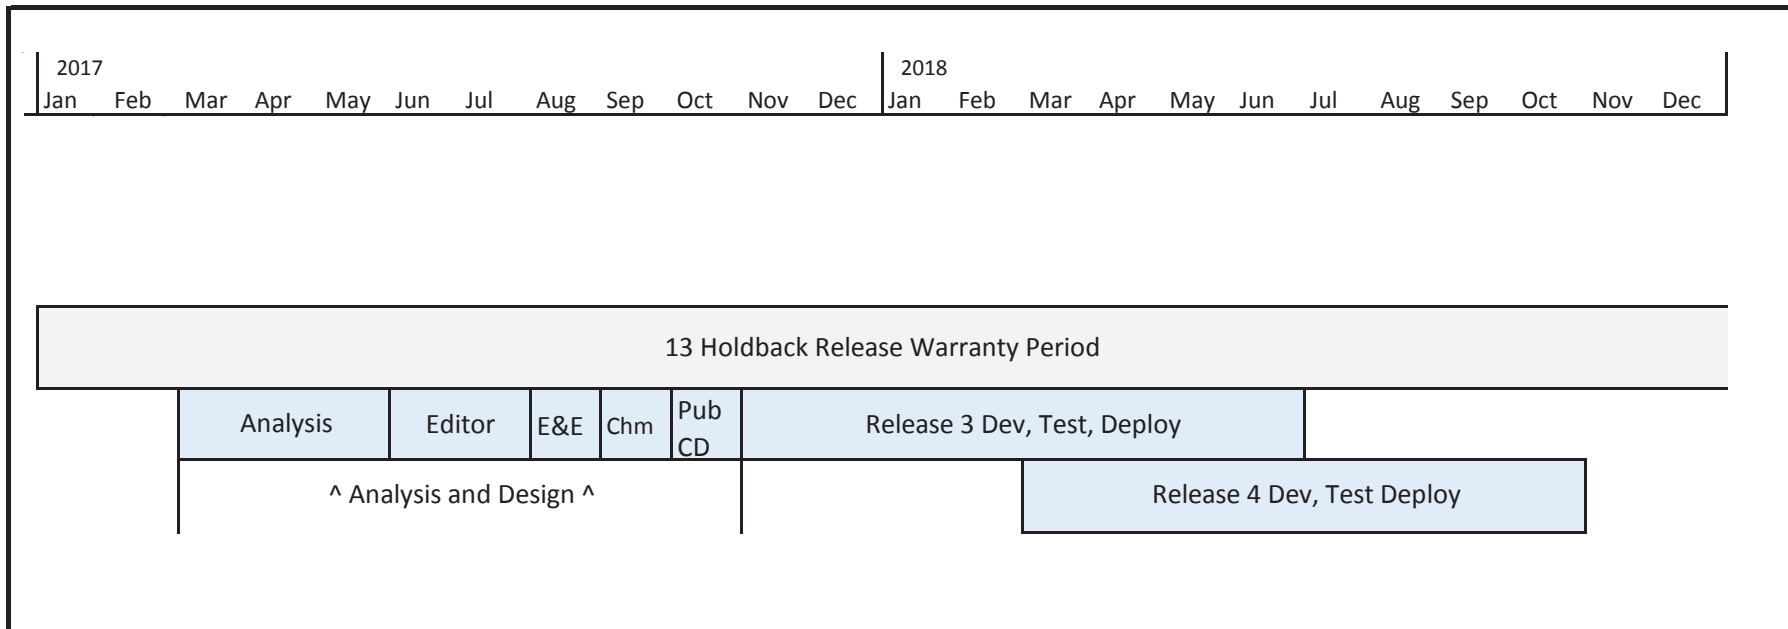 2017 2018
Jan Feb Mar Apr May Jun Jul Aug Sep Oct Nov Dec Jan Feb Mar Apr May Jun Jul Aug Sep Oct Nov Dec
13 Holdback Release Warranty Period
Analysis Editor E&E Chm Pub CD Release 3 Dev, Test, Deploy
^ Analysis and Design ^ Release 4 Dev, Test Deploy